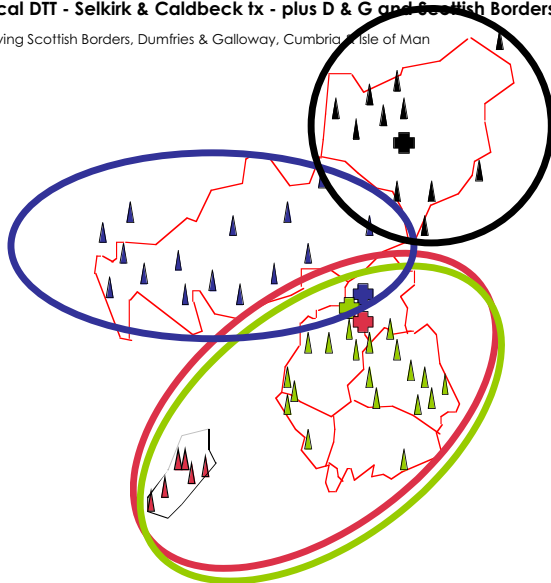 cal DTT - Selkirk & Caldbeck tx - plus D & G and Scottish Borders
ving Scottish Borders, Dumfries & Galloway, Cumbria & Isle of Man